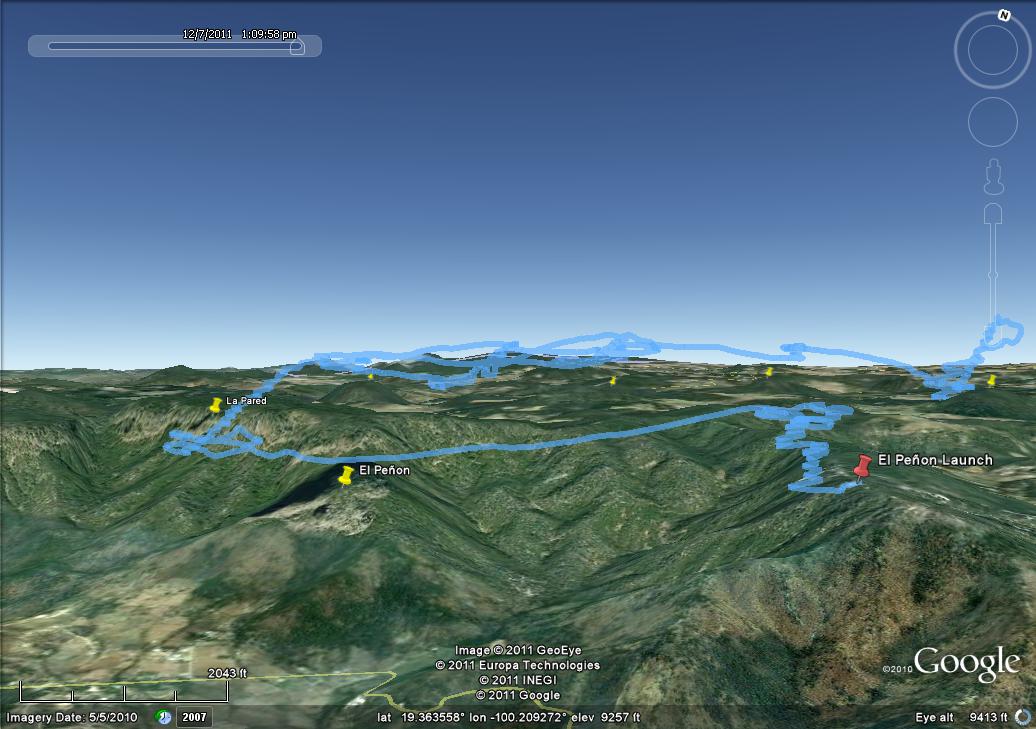 12/7/2011 1:09:58 pm
N
La Pared
El Peñon
El Peñon Launch
Image © 2011 GeoEye
© 2011 Europa Technologies
© 2011 INEGI
© 2011 Google
©2010 Google
2043 ft
Imagery Date: 5/5/2010 2007 lat 19.363558° lon -100.209272° elev 9257 ft Eye alt 9413 ft